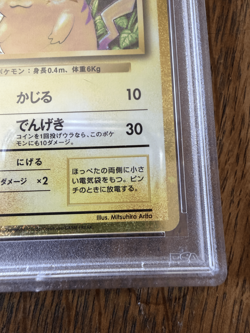 ポケモン：身長0.4m、体重6Kg
かじる 10
でんげき 30
コインを1回投げウラなら、このポケ
モンにも10ダメージ。
にげる
ダメージ ×2
ほっぺたの両側に小さ
い電気袋をもつ。ピン
チのときに放電する。
Illus. Mitsuhiro Arita